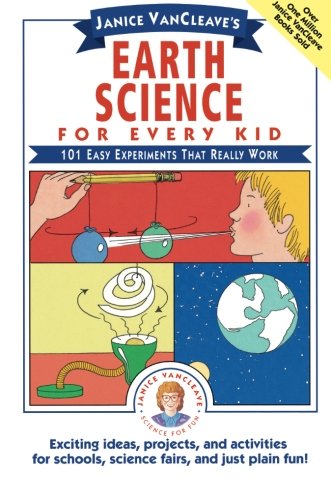 JANICE VANCLEAVE'S
Over
One Million
Janice VanCleave
Books Sold
EARTH
SCIENCE
FOR EVERY KID
101 EASY EXPERIMENTS THAT REALLY WORK
JANICE VANCLEAVE
SCIENCE FOR FUN
Exciting ideas, projects, and activities
for schools, science fairs, and just plain fun!